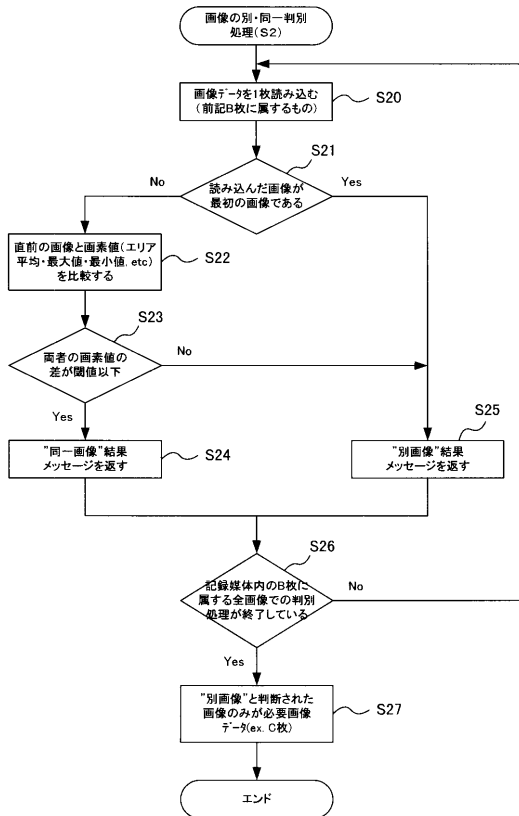 画像の別・同一判別
処理(S2)
画像データを1枚読み込む
(前記B枚に属するもの)
S20
S21
No
Yes
読み込んだ画像が
最初の画像である
直前の画像と画素値(エリア
平均・最大値・最小値, etc)
を比較する
S22
S23
両者の画素値の
差が閾値以下
No
Yes
"同一画像"結果
メッセージを返す
S24
S25
"別画像"結果
メッセージを返す
S26
記録媒体内のB枚に
属する全画像での判別
処理が終了している
No
Yes
"別画像"と判断された
画像のみが必要画像
データ(ex. C枚)
S27
エンド